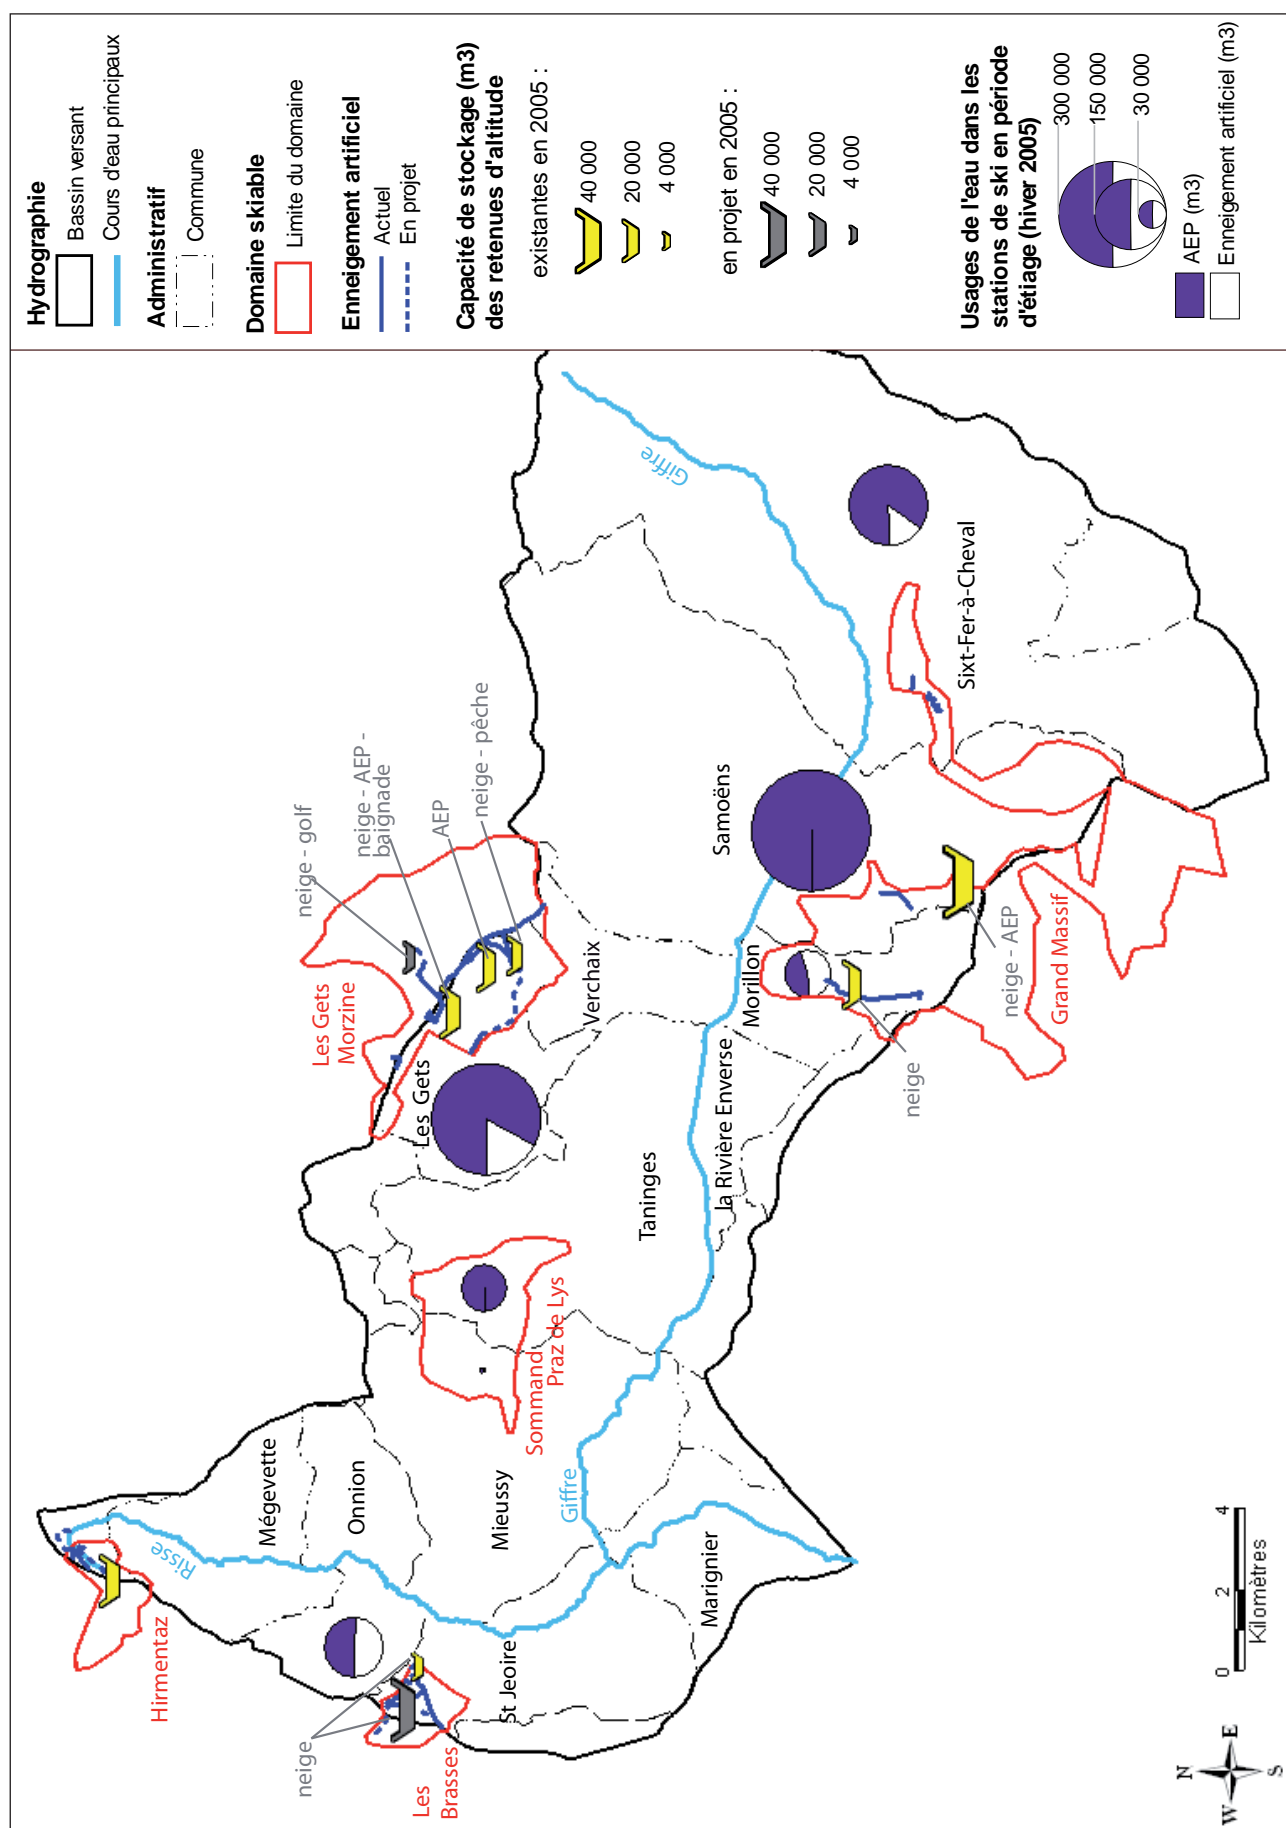 Hydrographie
Bassin versant
Cours d'eau principaux
Administratif
Commune
Domaine skiable
Limite du domaine
Enneigement artificiel
Actuel
En projet
Capacité de stockage (m3)
des retenues d'altitude
existantes en 2005 :
40 000
20 000
4 000
en projet en 2005 :
40 000
20 000
4 000
Usages de l'eau dans les
stations de ski en période
d'étiage (hiver 2005)
300 000
150 000
30 000
AEP (m3)
Enneigement artificiel (m3)
Hirmentaz
Risse
Mégevette
Onnion
neige
Les
Brasses
St Jeoire
Mieussy
Marignier
Giffre
Sommand
Praz de Lys
Taninges
la Rivière Enverse
Les Gets
Les Gets
Morzine
neige - golf
neige - AEP -
baignade
AEP
neige - pêche
Verchaix
Morillon
Samoëns
neige
neige - AEP
Grand Massif
Sixt-Fer-à-Cheval
Giffre
0 2 4
Kilomètres
N
W E
S